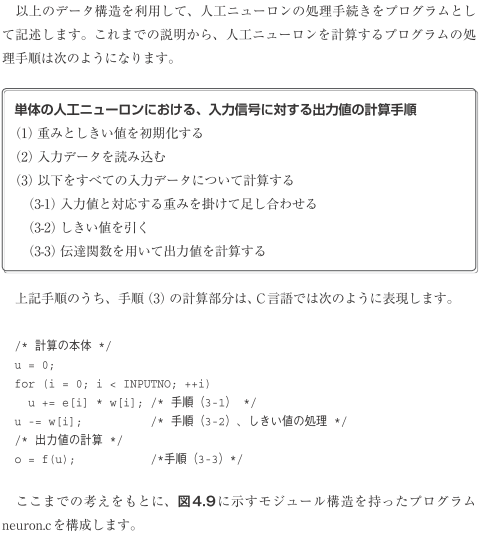 以上のデータ構造を利用して、人工ニューロンの処理手続きをプログラムとし
て記述します。これまでの説明から、人工ニューロンを計算するプログラムの処
理手順は次のようになります。
単体の人工ニューロンにおける、入力信号に対する出力値の計算手順
(1) 重みとしきい値を初期化する
(2) 入力データを読み込む
(3) 以下をすべての入力データについて計算する
(3-1) 入力値と対応する重みを掛けて足し合わせる
(3-2) しきい値を引く
(3-3) 伝達関数を用いて出力値を計算する
上記手順のうち、手順（3）の計算部分は、C言語では次のように表現します。
/* 計算の本体 */
u = 0;
for (i = 0; i < INPUTNO; ++i)
  u += e[i] * w[i]; /* 手順（3-1） */
u -= w[i];          /* 手順（3-2）、しきい値の処理 */
/* 出力値の計算 */
o = f(u);           /*手順（3-3）*/
ここまでの考えをもとに、図4.9に示すモジュール構造を持ったプログラム
neuron.cを構成します。